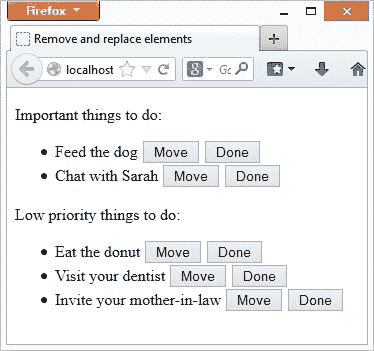 Firefox
Remove and replace elements
localhost
Important things to do:
Feed the dog Move Done
Chat with Sarah Move Done
Low priority things to do:
Eat the donut Move Done
Visit your dentist Move Done
Invite your mother-in-law Move Done